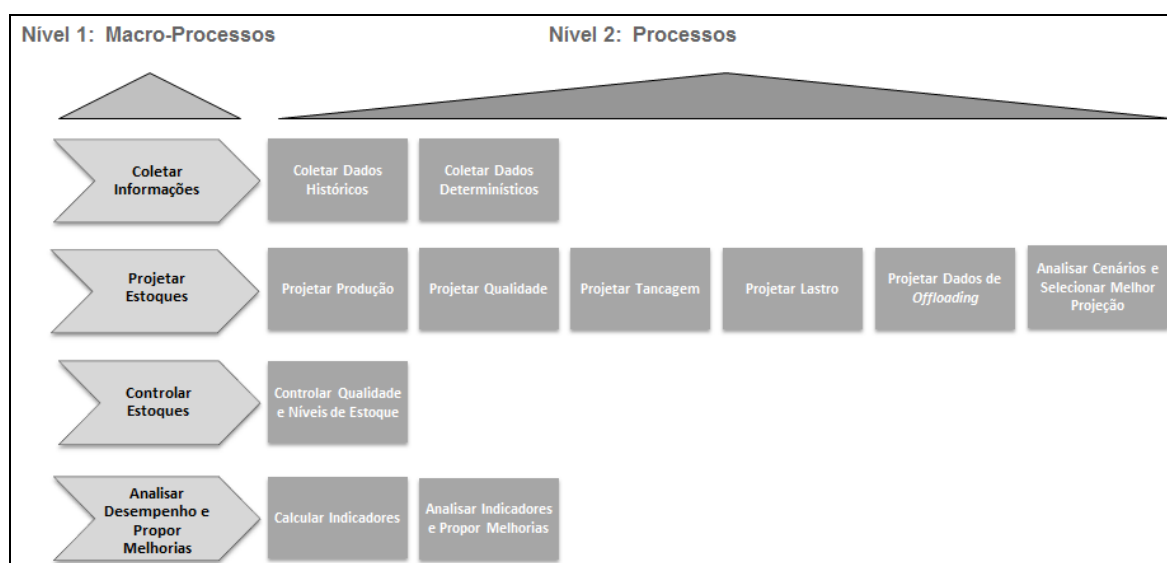 Nível 1: Macro-Processos
Nível 2: Processos
Coletar
Informações
Coletar Dados
Históricos
Coletar Dados
Determinísticos
Projetar
Estoques
Projetar Produção
Projetar Qualidade
Projetar Tancagem
Projetar Lastro
Projetar Dados de
Offloading
Analisar Cenários e
Selecionar Melhor
Projeção
Controlar
Estoques
Controlar Qualidade
e Níveis de Estoque
Analisar
Desempenho e
Propor
Melhorias
Calcular Indicadores
Analisar Indicadores
e Propor Melhorias